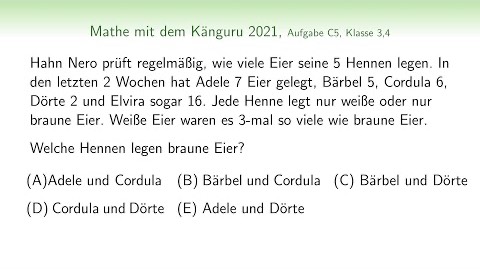 Mathe mit dem Känguru 2021, Aufgabe C5, Klasse 3,4
Hahn Nero prüft regelmäßig, wie viele Eier seine 5 Hennen legen. In
den letzten 2 Wochen hat Adele 7 Eier gelegt, Bärbel 5, Cordula 6,
Dörte 2 und Elvira sogar 16. Jede Henne legt nur weiße oder nur
braune Eier. Weiße Eier waren es 3-mal so viele wie braune Eier.
Welche Hennen legen braune Eier?
(A)Adele und Cordula (B) Bärbel und Cordula (C) Bärbel und Dörte
(D) Cordula und Dörte (E) Adele und Dörte